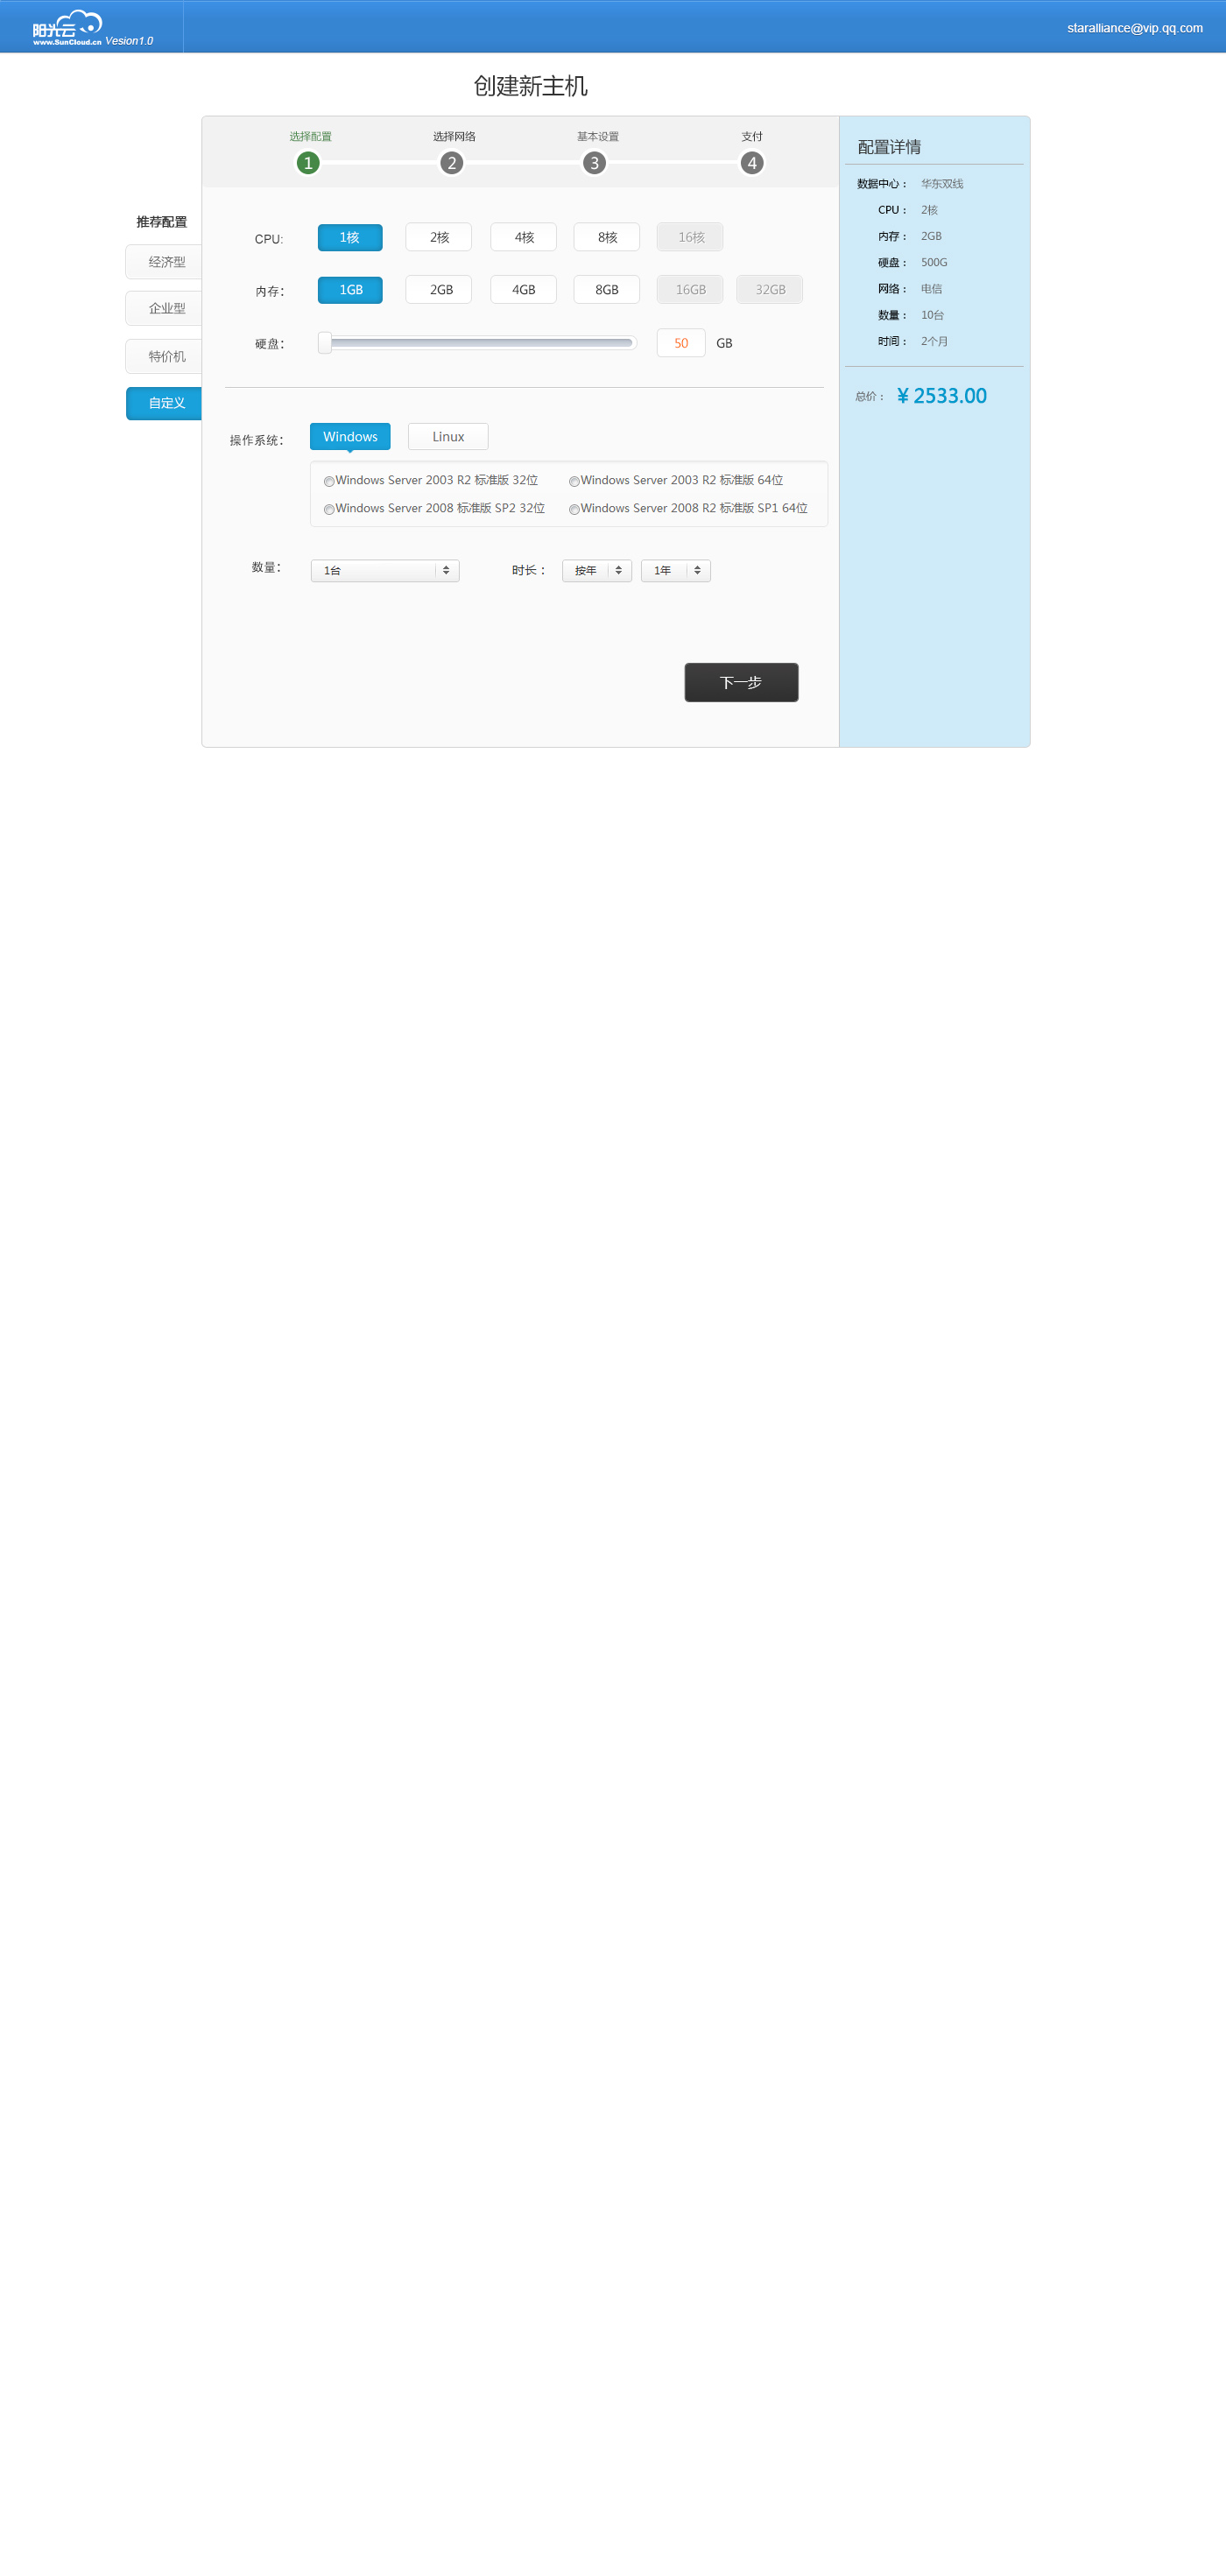 阳光云
www.SunCloud.cn Vesion1.0
staralliance@vip.qq.com
创建新主机
选择配置 选择网络 基本设置 支付
1 2 3 4
推荐配置
经济型
企业型
特价机
自定义
CPU: 1核 2核 4核 8核 16核
内存： 1GB 2GB 4GB 8GB 16GB 32GB
硬盘： 50 GB
操作系统： Windows Linux
Windows Server 2003 R2 标准版 32位 Windows Server 2003 R2 标准版 64位
Windows Server 2008 标准版 SP2 32位 Windows Server 2008 R2 标准版 SP1 64位
数量： 1台 时长： 按年 1年
下一步
配置详情
数据中心： 华东双线
CPU： 2核
内存： 2GB
硬盘： 500G
网络： 电信
数量： 10台
时间： 2个月
总价： ¥ 2533.00